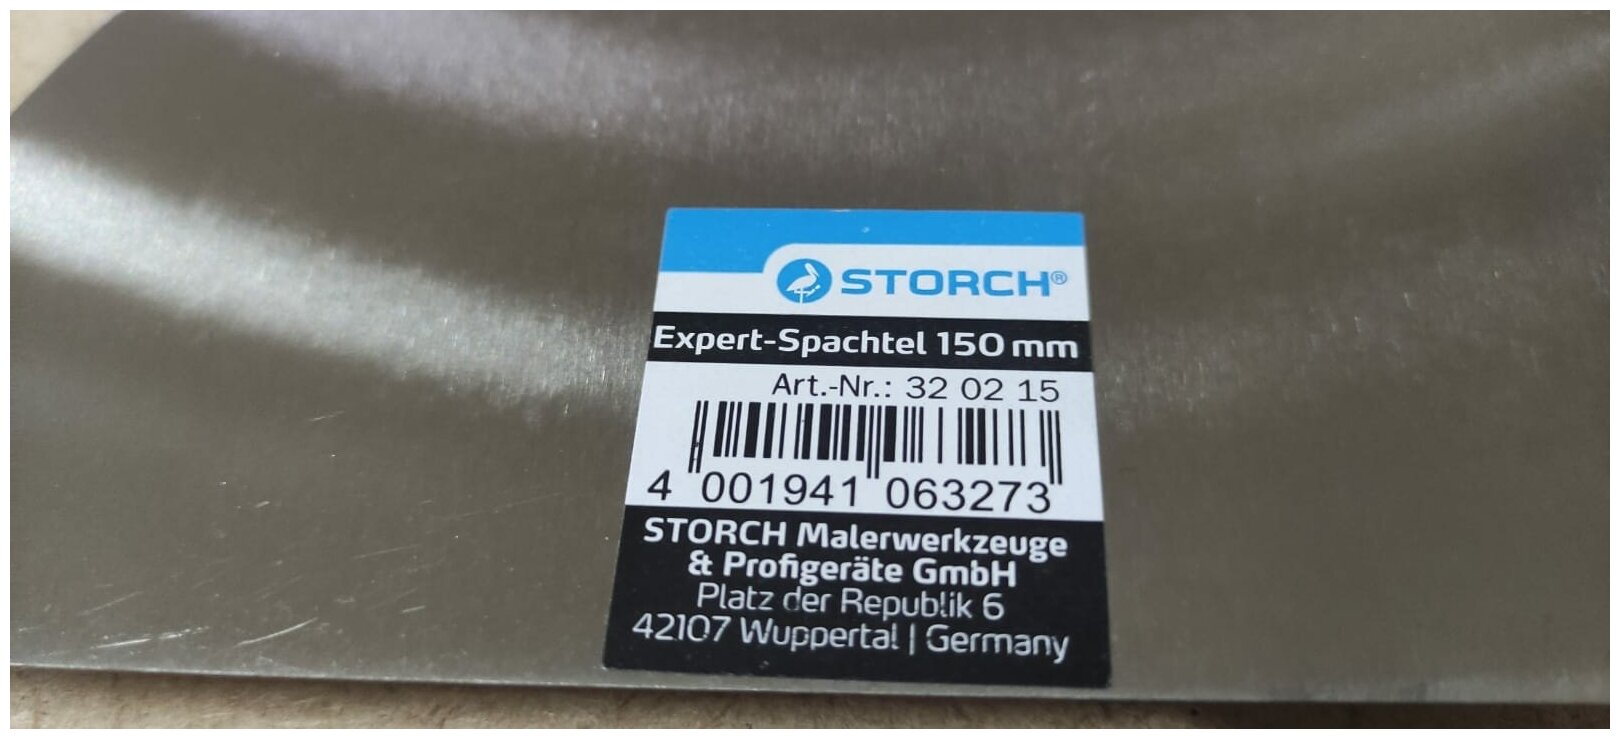 STORCH®
Expert-Spachtel 150 mm
Art.-Nr.: 32 02 15
4 001941 063273
STORCH Malerwerkzeuge
& Profigeräte GmbH
Platz der Republik 6
42107 Wuppertal | Germany